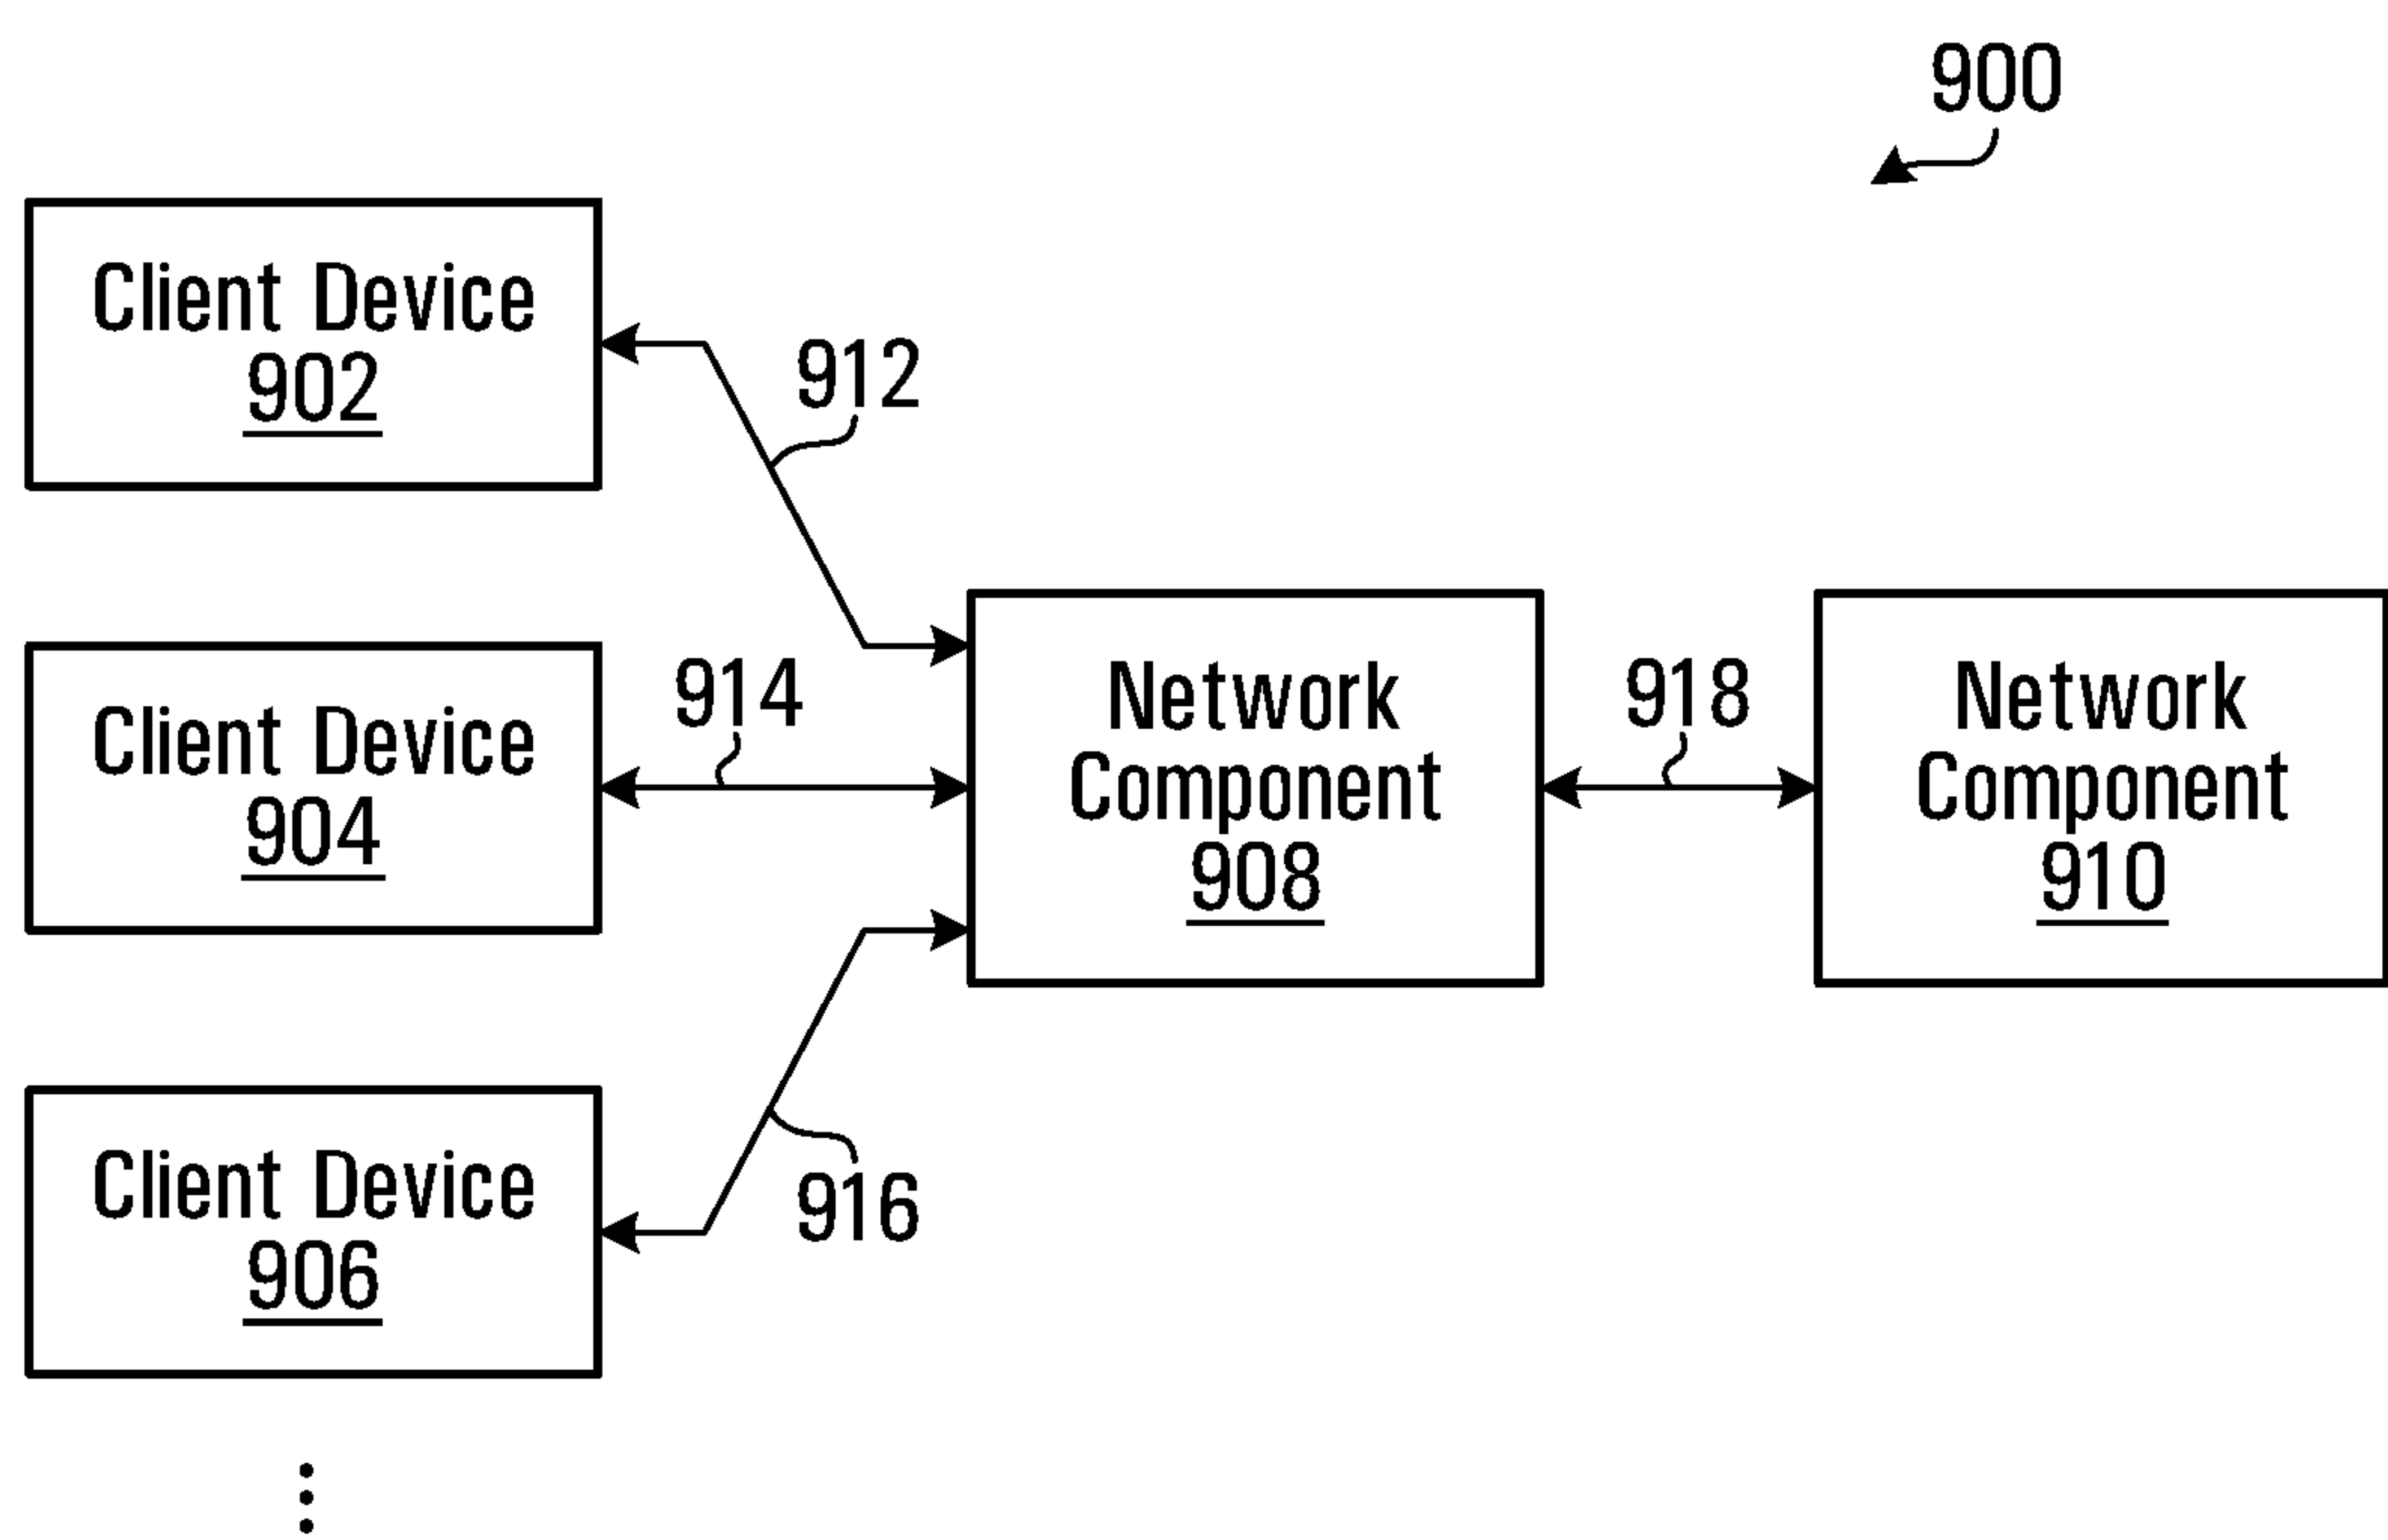 900
Client Device
902
912
Client Device
904
914
Network
Component
908
918
Network
Component
910
Client Device
906
916